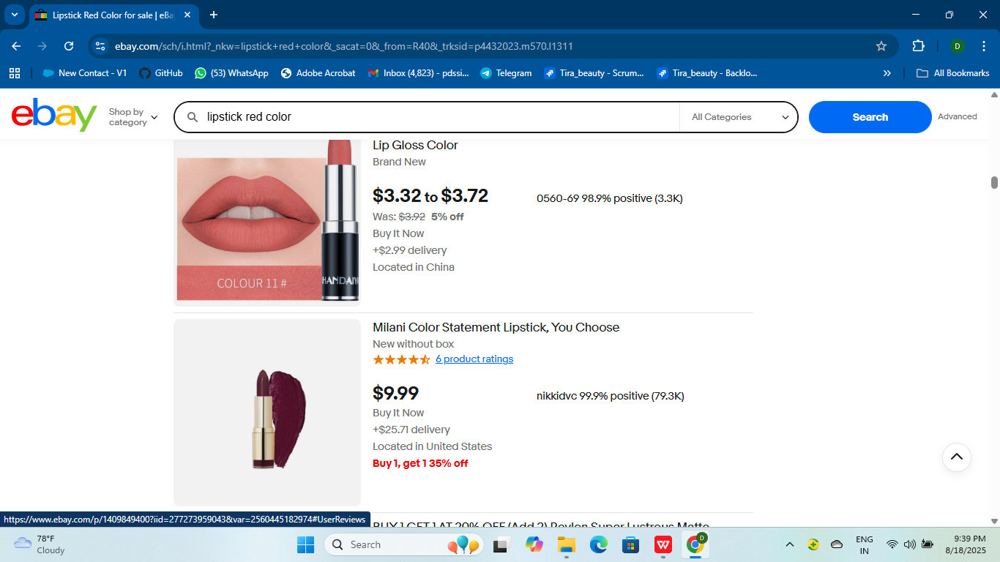 Lipstick Red Color for sale | eBa
ebay.com/sch/i.html?_nkw=lipstick+red+color&_sacat=0&_from=R40&_trksid=p4432023.m570.l1311
D
New Contact - V1
GitHub
(53) WhatsApp
Adobe Acrobat
Inbox (4,823) - pdssi...
Telegram
Tira_beauty - Scrum...
Tira_beauty - Backlo...
All Bookmarks
ebay
Shop by
category
lipstick red color
All Categories
Search
Advanced
Lip Gloss Color
Brand New
$3.32 to $3.72
0560-69 98.9% positive (3.3K)
Was: $3.92 5% off
Buy It Now
+$2.99 delivery
Located in China
COLOUR 11 #
HANDAIY
Milani Color Statement Lipstick, You Choose
New without box
6 product ratings
$9.99
nikkidvc 99.9% positive (79.3K)
Buy It Now
+$25.71 delivery
Located in United States
Buy 1, get 1 35% off
BUY 1 GET 1 AT 20% OFF (Add 2) Revlon Super Lustrous Matte
https://www.ebay.com/p/1409849400?iid=277273959043&var=2560445182974#UserReviews
78°F
Cloudy
Search
D
ENG
IN
9:39 PM
8/18/2025